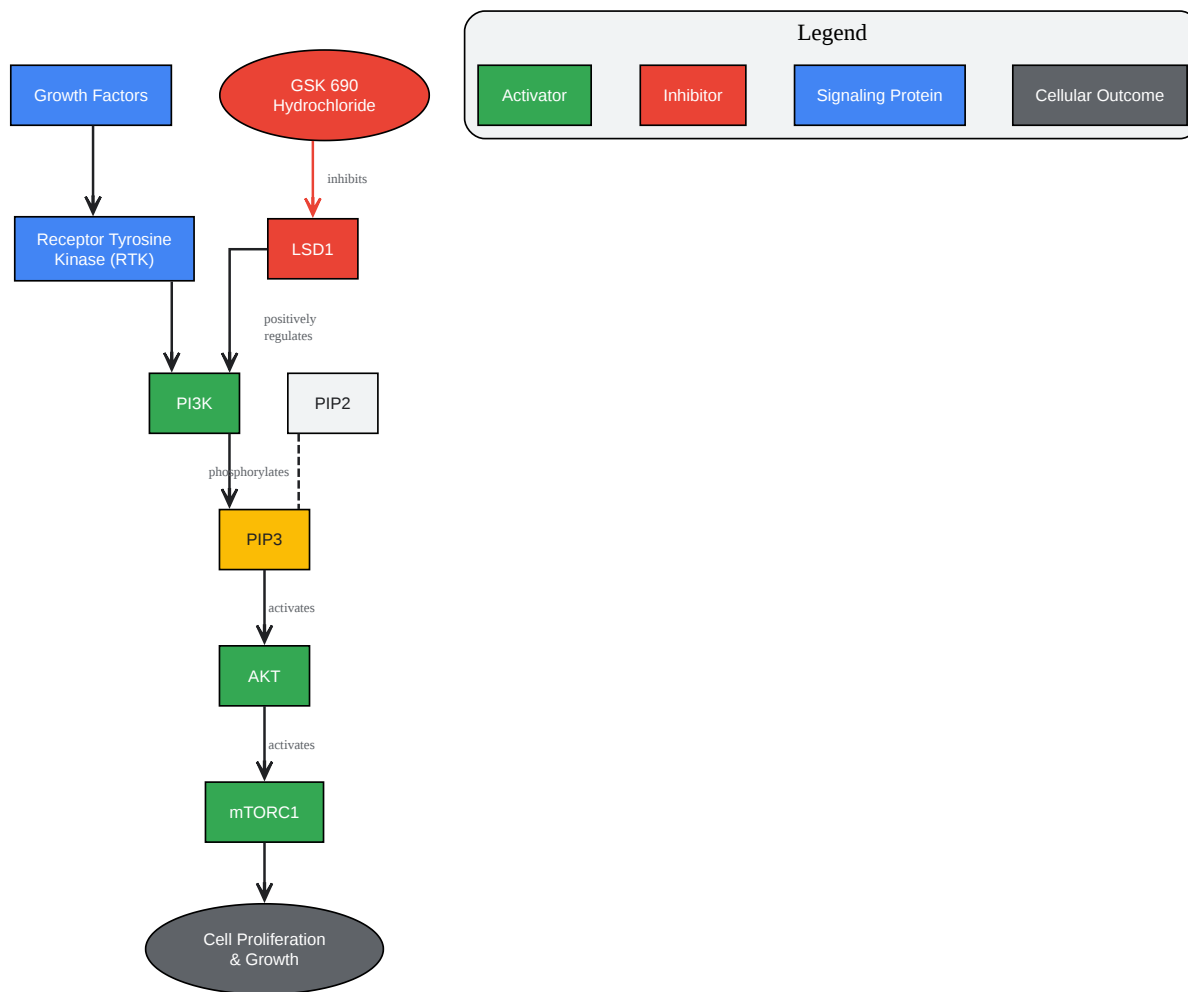 Legend
Activator
Inhibitor
Signaling Protein
Cellular Outcome
Growth Factors
GSK 690
Hydrochloride
inhibits
Receptor Tyrosine
Kinase (RTK)
LSD1
positively
regulates
PI3K
PIP2
phosphorylates
PIP3
activates
AKT
activates
mTORC1
Cell Proliferation
& Growth